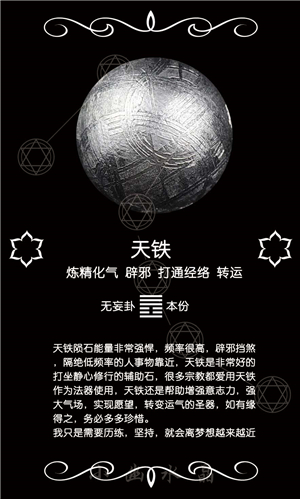 天铁
炼精化气 辟邪 打通经络 转运
无妄卦 本份
天铁陨石能量非常强悍，频率很高，辟邪挡煞
，隔绝低频率的人事物靠近，天铁是非常好的
打坐静心修行的辅助石，很多宗教都爱用天铁
作为法器使用，天铁还是帮助增强意志力，强
大气场，实现愿望，转变运气的圣器，如有缘
得之，务必多多珍惜。
我只是需要历练，坚持，就会离梦想越来越近